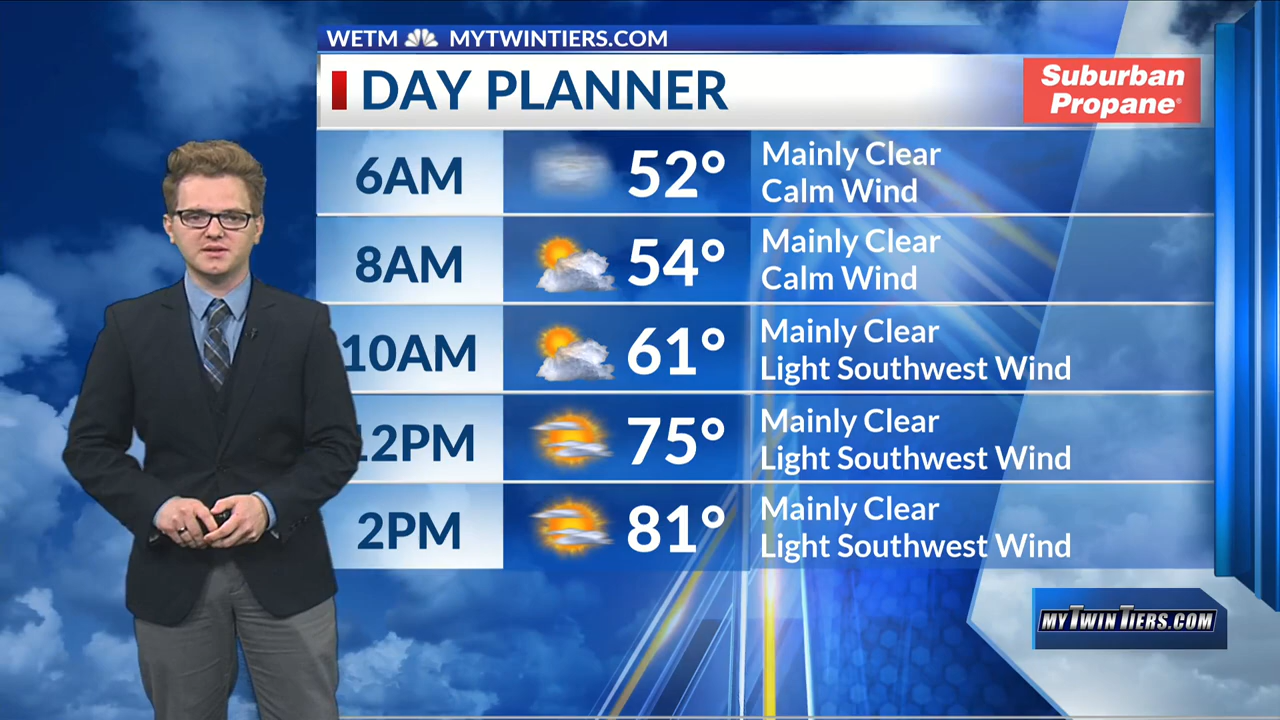 WETM MYTWINTIERS.COM
DAY PLANNER
Suburban
Propane®
6AM 52° Mainly Clear
Calm Wind
8AM 54° Mainly Clear
Calm Wind
10AM 61° Mainly Clear
Light Southwest Wind
12PM 75° Mainly Clear
Light Southwest Wind
2PM 81° Mainly Clear
Light Southwest Wind
MYTWINTIERS.COM